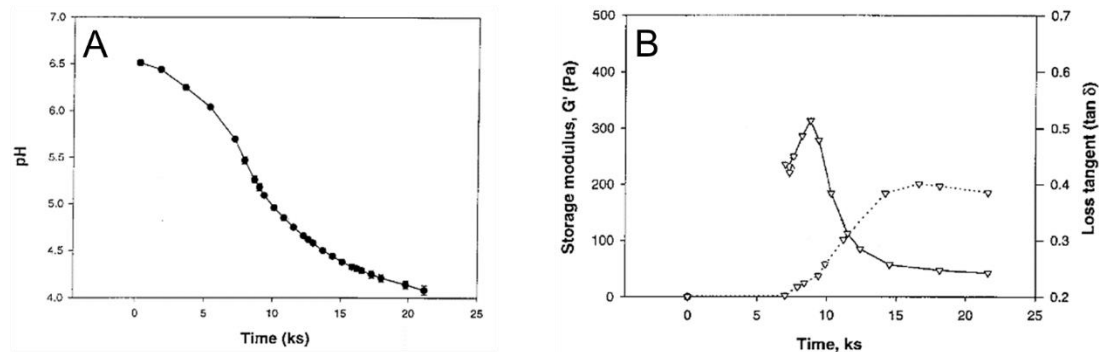 A
pH
7.0
6.5
6.0
5.5
5.0
4.5
4.0
0 5 10 15 20 25
Time (ks)
B
Storage modulus, G' (Pa)
500
400
300
200
100
0
0 5 10 15 20 25
Time, ks
0.7
0.6
0.5
0.4
0.3
0.2
Loss tangent (tan δ)